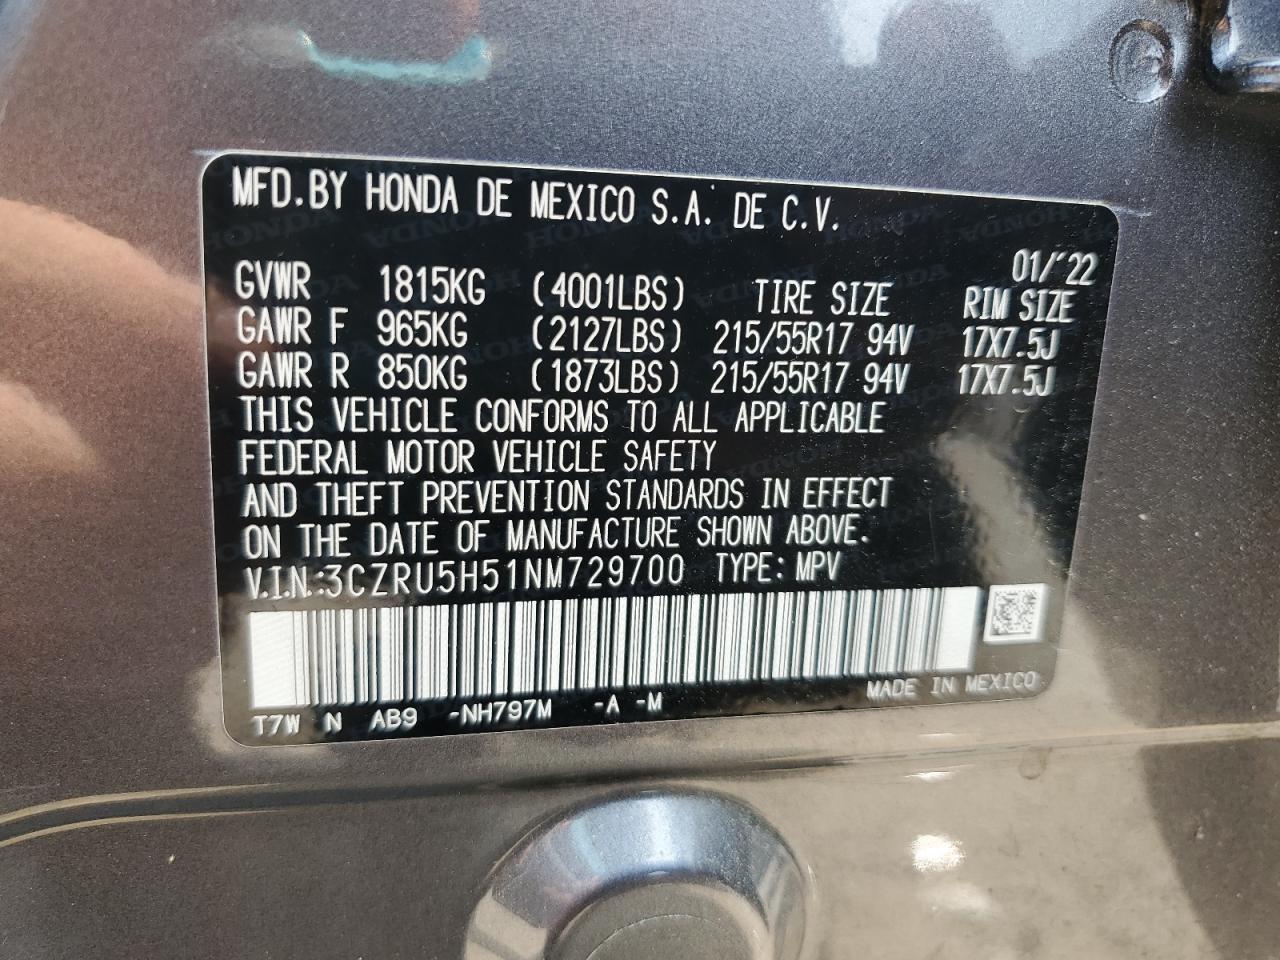 MFD.BY HONDA DE MEXICO S.A. DE C.V.
01/'22
GVWR 1815KG (4001LBS) TIRE SIZE RIM SIZE
GAWR F 965KG (2127LBS) 215/55R17 94V 17X7.5J
GAWR R 850KG (1873LBS) 215/55R17 94V 17X7.5J
THIS VEHICLE CONFORMS TO ALL APPLICABLE
FEDERAL MOTOR VEHICLE SAFETY
AND THEFT PREVENTION STANDARDS IN EFFECT
ON THE DATE OF MANUFACTURE SHOWN ABOVE.
V.I.N.:3CZRU5H51NM729700 TYPE: MPV
MADE IN MEXICO
T7W N AB9 -NH797M -A -M